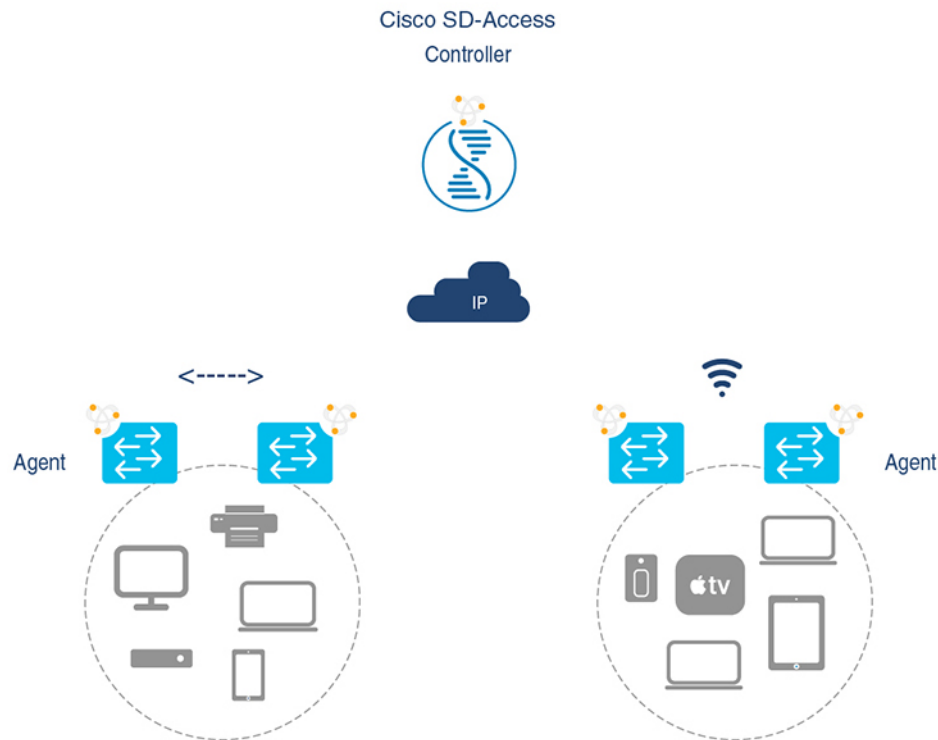 Cisco SD-Access
Controller
IP
<----->
Agent
Agent
tv